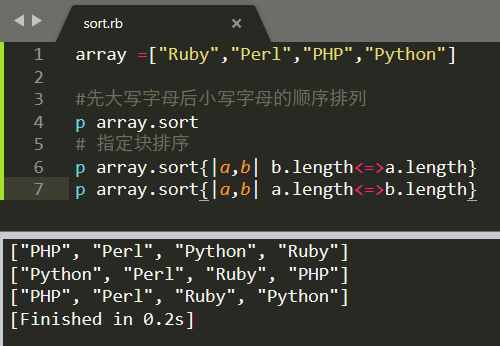 sort.rb ×
1 array =["Ruby","Perl","PHP","Python"]
2
3 #先大写字母后小写字母的顺序排列
4 p array.sort
5 # 指定块排序
6 p array.sort{|a,b| b.length<=>a.length}
7 p array.sort{|a,b| a.length<=>b.length}
["PHP", "Perl", "Python", "Ruby"]
["Python", "Perl", "Ruby", "PHP"]
["PHP", "Perl", "Ruby", "Python"]
[Finished in 0.2s]